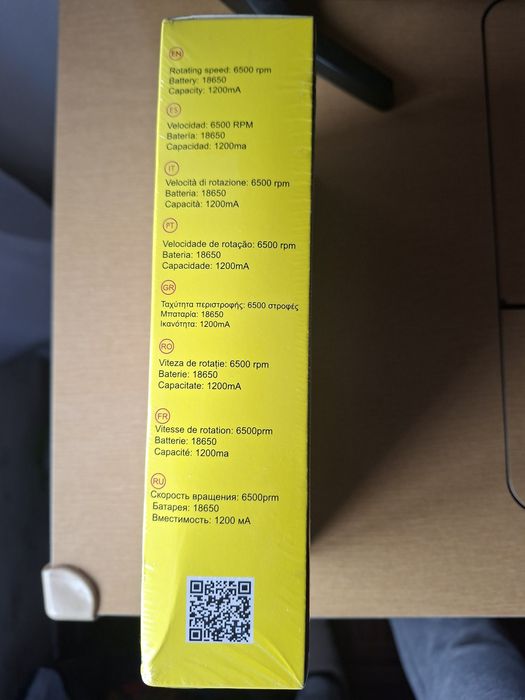 EN
Rotating speed: 6500 rpm
Battery: 18650
Capacity: 1200mA
ES
Velocidad: 6500 RPM
Batería: 18650
Capacidad: 1200ma
IT
Velocità di rotazione: 6500 rpm
Batteria: 18650
Capacità: 1200mA
PT
Velocidade de rotação: 6500 rpm
Bateria: 18650
Capacidade: 1200mA
GR
Ταχύτητα περιστροφής: 6500 στροφές
Μπαταρία: 18650
Ικανότητα: 1200mA
RO
Viteza de rotație: 6500 rpm
Baterie: 18650
Capacitate: 1200mA
FR
Vitesse de rotation: 6500prm
Batterie: 18650
Capacité: 1200ma
RU
Скорость вращения: 6500prm
Батарея: 18650
Вместимость: 1200 мА